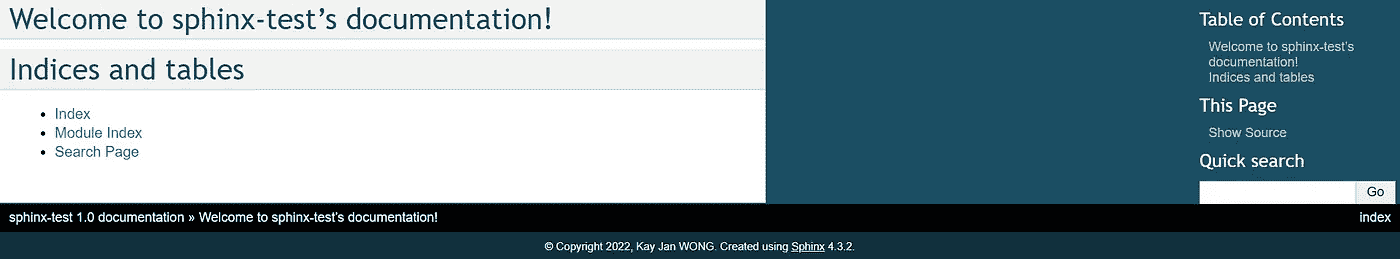 Welcome to sphinx-test’s documentation!
Indices and tables
Index
Module Index
Search Page
Table of Contents
Welcome to sphinx-test’s
documentation!
Indices and tables
This Page
Show Source
Quick search
Go
sphinx-test 1.0 documentation » Welcome to sphinx-test’s documentation!
index
© Copyright 2022, Kay Jan WONG. Created using Sphinx 4.3.2.